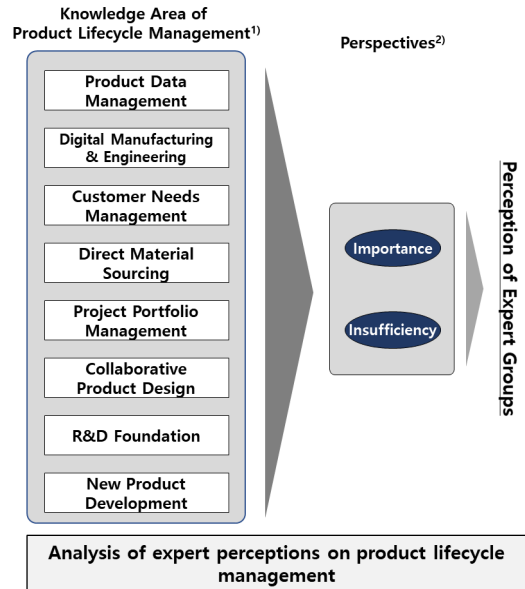 Knowledge Area of
Product Lifecycle Management1)
Perspectives2)
Product Data
Management
Digital Manufacturing
& Engineering
Customer Needs
Management
Direct Material
Sourcing
Project Portfolio
Management
Collaborative
Product Design
R&D Foundation
New Product
Development
Importance
Insufficiency
Perception of Expert Groups
Analysis of expert perceptions on product lifecycle
management